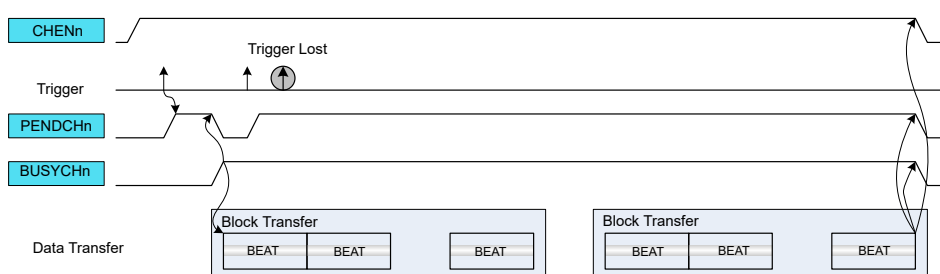 CHENn
Trigger Lost
Trigger
PENDCHn
BUSYCHn
Block Transfer
Block Transfer
Data Transfer
BEAT
BEAT
BEAT
BEAT
BEAT
BEAT